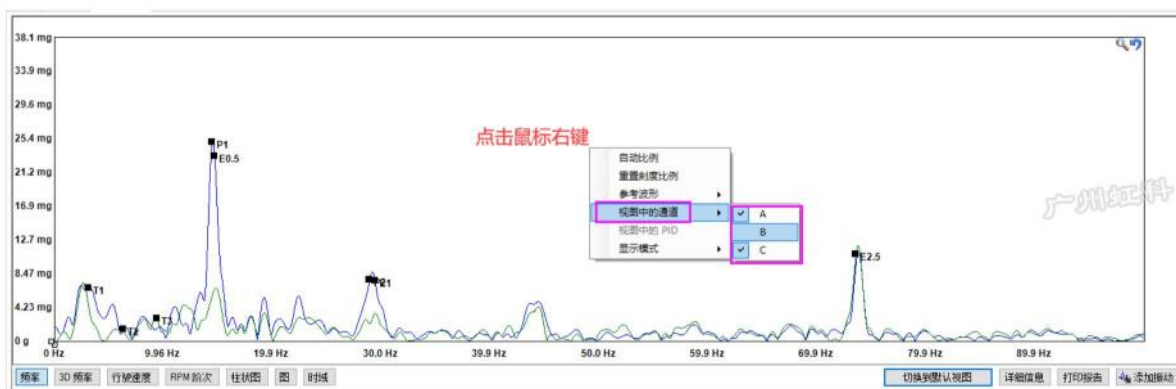 38.1 mg
33.9 mg
29.6 mg
25.4 mg
21.2 mg
16.9 mg
12.7 mg
8.47 mg
4.23 mg
0 g
P1
E0.5
T1
T2
T3
E2.5
点击鼠标右键
自动比例
重置刻度比例
参考波形
视图中的通道
视图中的 PID
显示模式
A
B
C
广州虹科
0 Hz 9.96 Hz 19.9 Hz 30.0 Hz 39.9 Hz 50.0 Hz 59.9 Hz 69.9 Hz 79.9 Hz 89.9 Hz
频率 3D 频率 行驶速度 RPM 阶次 柱状图 图 时域 切换到默认视图 详细信息 打印报告 添加振动